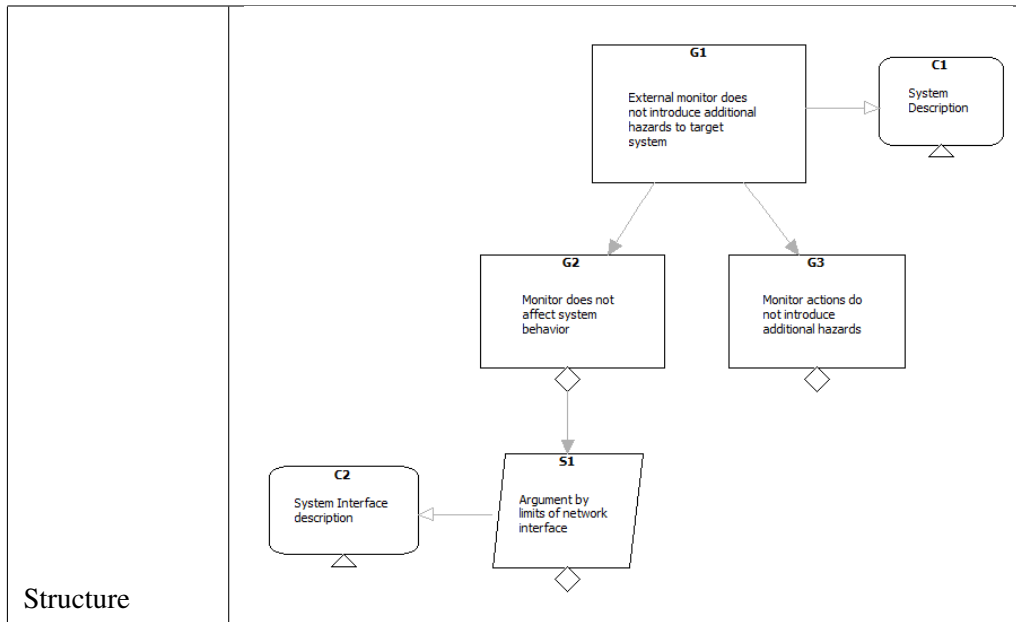 G1
External monitor does
not introduce additional
hazards to target
system
C1
System
Description
G2
Monitor does not
affect system
behavior
G3
Monitor actions do
not introduce
additional hazards
C2
System Interface
description
S1
Argument by
limits of network
interface
Structure